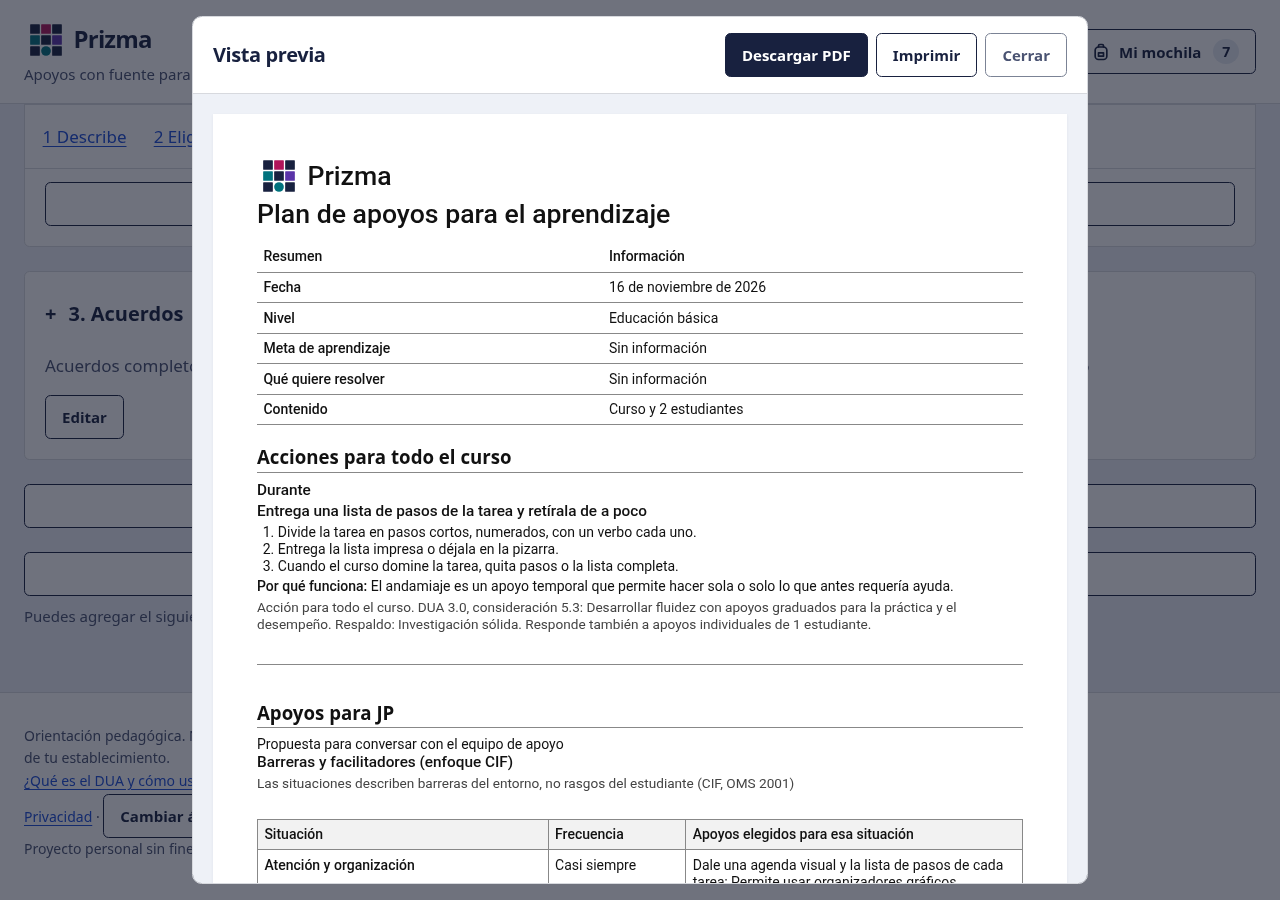 Prizma
Apoyos con fuente para
Mi mochila 7
1 Describe
+ 3. Acuerdos
Editar
Puedes agregar el
Orientación pedagógica.
de tu establecimiento.
¿Qué es el DUA y cómo
Privacidad ·
Cambiar
Proyecto personal sin
Vista previa
Descargar PDF
Imprimir
Cerrar
Prizma
Plan de apoyos para el aprendizaje
Resumen Información
Fecha 16 de noviembre de 2026
Nivel Educación básica
Meta de aprendizaje Sin información
Qué quiere resolver Sin información
Contenido Curso y 2 estudiantes
Acciones para todo el curso
Durante
Entrega una lista de pasos de la tarea y retírala de a poco
1. Divide la tarea en pasos cortos, numerados, con un verbo cada uno.
2. Entrega la lista impresa o déjala en la pizarra.
3. Cuando el curso domine la tarea, quita pasos o la lista completa.
Por qué funciona: El andamiaje es un apoyo temporal que permite hacer sola o solo lo que antes requería ayuda.
Acción para todo el curso. DUA 3.0, consideración 5.3: Desarrollar fluidez con apoyos graduados para la práctica y el
desempeño. Respaldo: Investigación sólida. Responde también a apoyos individuales de 1 estudiante.
Apoyos para JP
Propuesta para conversar con el equipo de apoyo
Barreras y facilitadores (enfoque CIF)
Las situaciones describen barreras del entorno, no rasgos del estudiante (CIF, OMS 2001)
Situación Frecuencia Apoyos elegidos para esa situación
Atención y organización Casi siempre Dale una agenda visual y la lista de pasos de cada
tarea; Permite usar organizadores gráficos